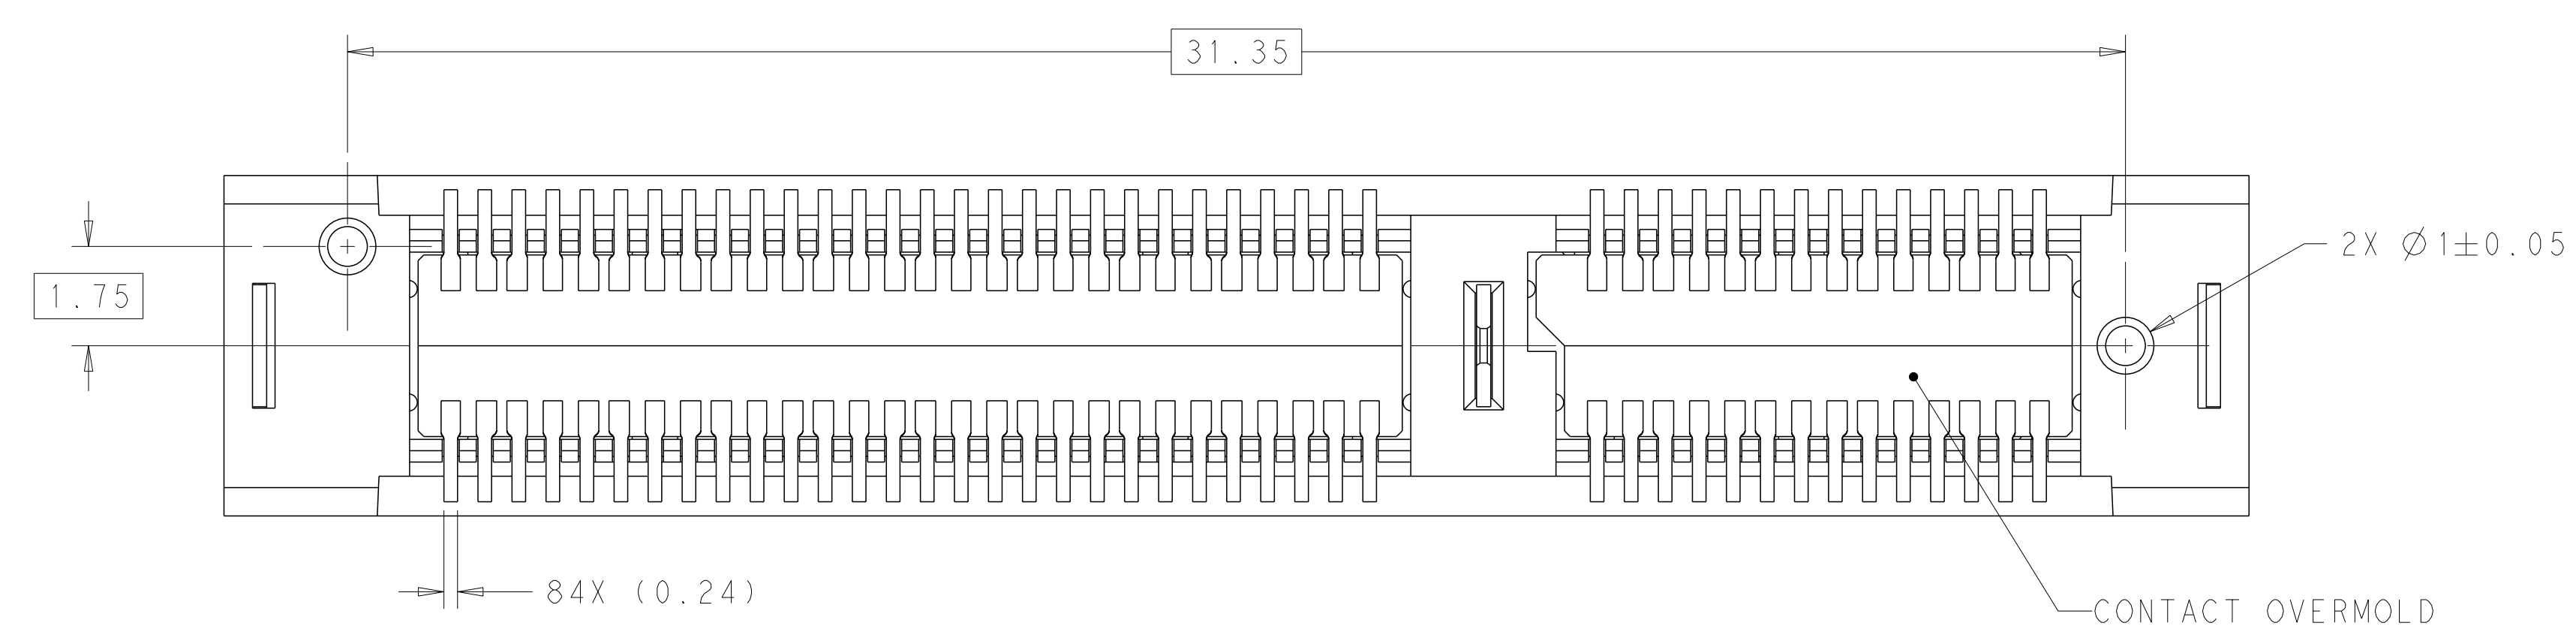 31.35
2X Ø1±0.05
1.75
84X (0.24)
CONTACT OVERMOLD